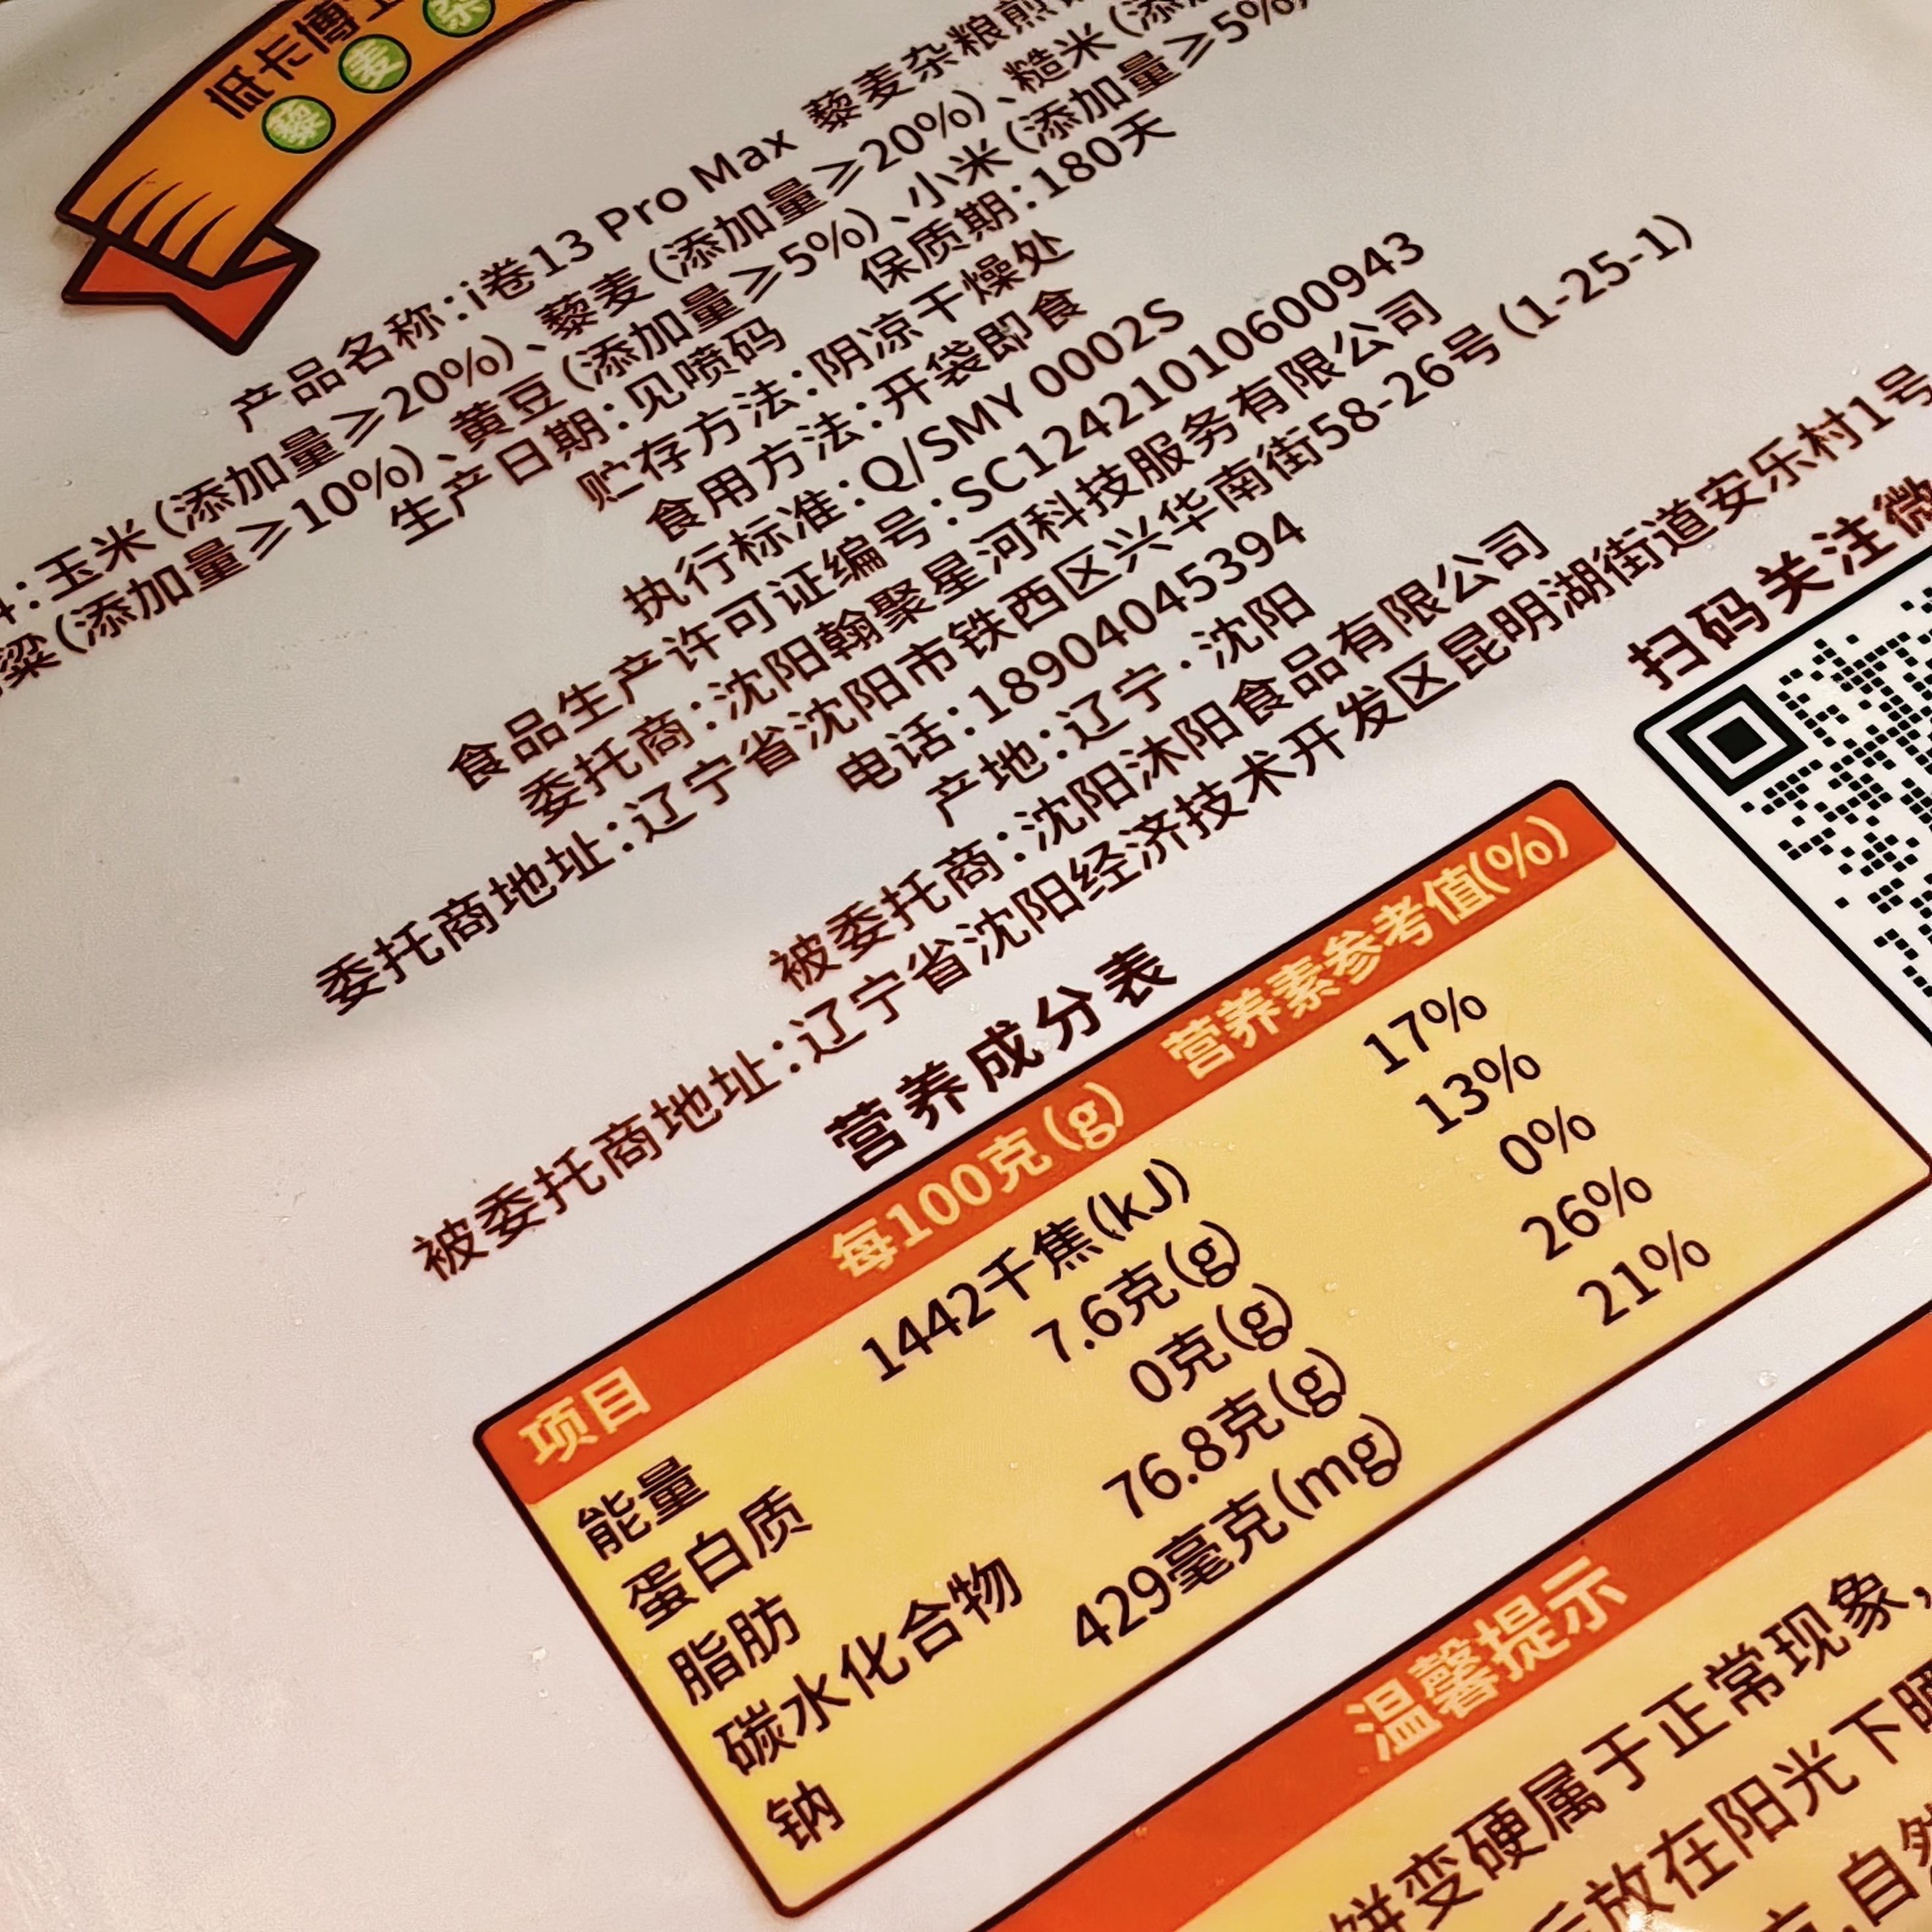 低卡博士
藜麦杂
产品名称:i卷13 Pro Max 藜麦杂粮煎
:玉米(添加量≥20%)、藜麦(添加量≥20%)、糙米(添
粱(添加量≥10%)、黄豆(添加量≥5%)、小米(添加量≥5%)
生产日期:见喷码 保质期:180天
贮存方法:阴凉干燥处
食用方法:开袋即食
执行标准:Q/SMY 0002S
食品生产许可证编号:SC12421010600943
委托商:沈阳翰聚星河科技服务有限公司
委托商地址:辽宁省沈阳市铁西区兴华南街58-26号(1-25-1)
电话:18904045394
产地:辽宁·沈阳
被委托商:沈阳沐阳食品有限公司
被委托商地址:辽宁省沈阳经济技术开发区昆明湖街道安乐村1号
扫码关注微
营养成分表
项目 每100克(g) 营养素参考值(%)
能量 1442千焦(kJ) 17%
蛋白质 7.6克(g) 13%
脂肪 0克(g) 0%
碳水化合物 76.8克(g) 26%
钠 429毫克(mg) 21%
温馨提示
饼变硬属于正常现象,
后放在阳光下晒
自然